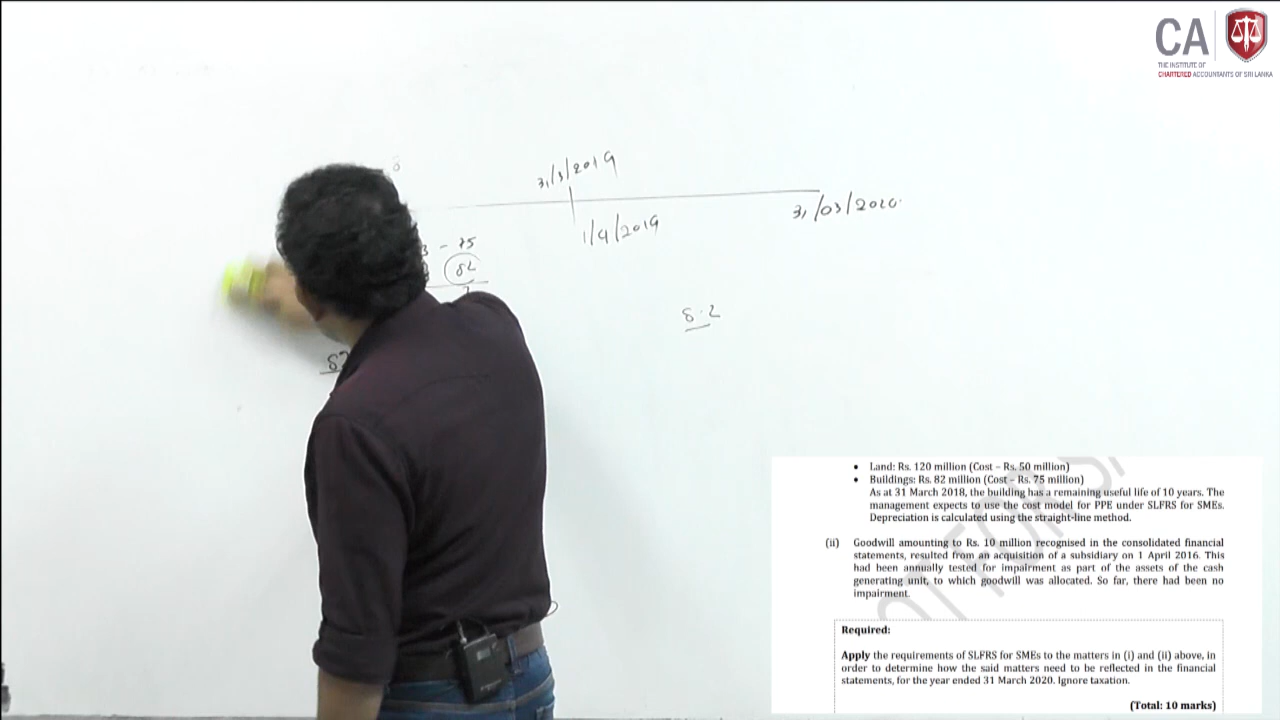 CA
THE INSTITUTE OF
CHARTERED ACCOUNTANTS OF SRI LANKA
31/3/2019
1/4/2019
31/03/2020
- 75
82
8.2
• Land: Rs. 120 million (Cost – Rs. 50 million)
• Buildings: Rs. 82 million (Cost – Rs. 75 million)
As at 31 March 2018, the building has a remaining useful life of 10 years. The
management expects to use the cost model for PPE under SLFRS for SMEs.
Depreciation is calculated using the straight-line method.
(ii) Goodwill amounting to Rs. 10 million recognised in the consolidated financial
statements, resulted from an acquisition of a subsidiary on 1 April 2016. This
had been annually tested for impairment as part of the assets of the cash
generating unit, to which goodwill was allocated. So far, there had been no
impairment.
Required:
Apply the requirements of SLFRS for SMEs to the matters in (i) and (ii) above, in
order to determine how the said matters need to be reflected in the financial
statements, for the year ended 31 March 2020. Ignore taxation.
(Total: 10 marks)